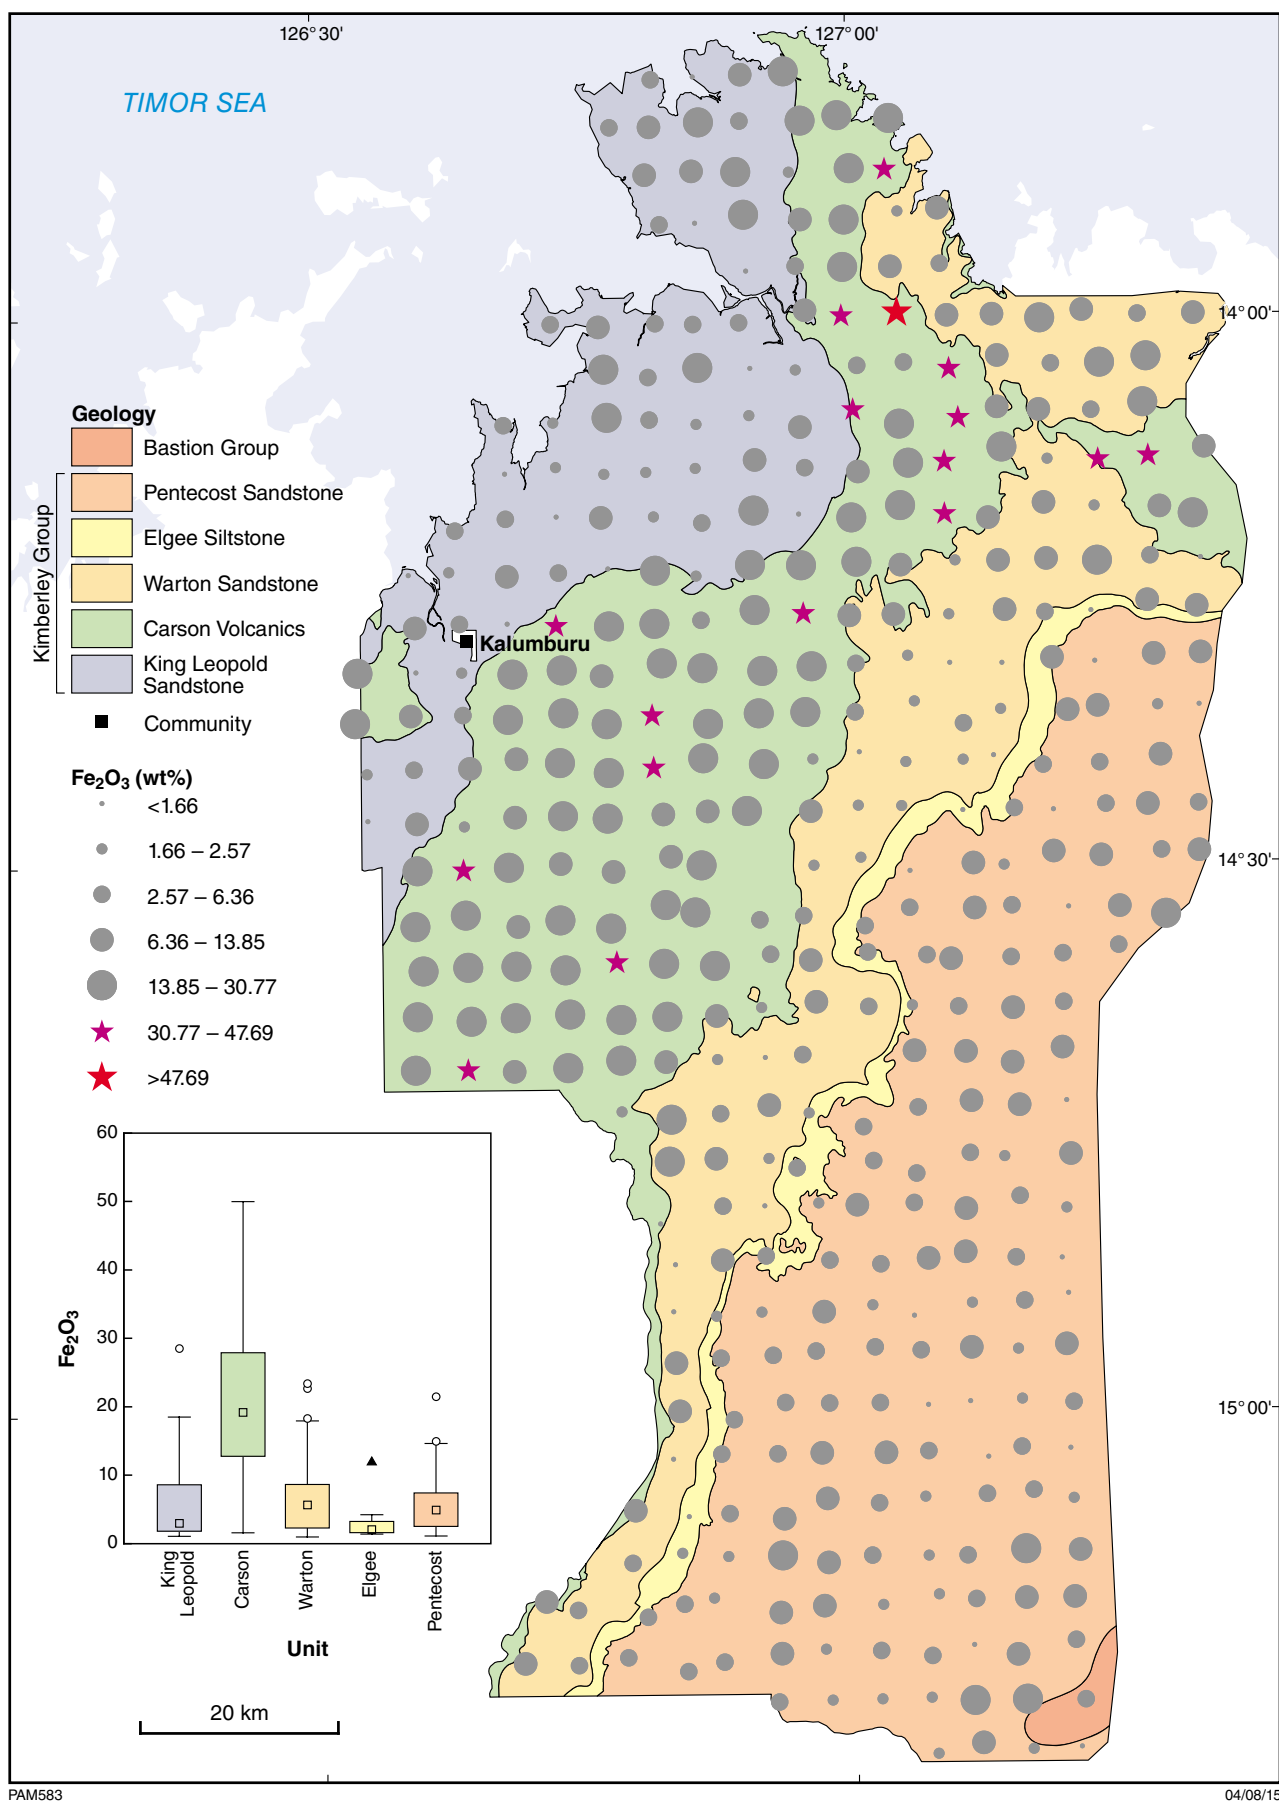 126°30'
127°00'
TIMOR SEA
14°00'
Geology
Bastion Group
Kimberley Group
Pentecost Sandstone
Elgee Siltstone
Warton Sandstone
Carson Volcanics
King Leopold
Sandstone
Community
Kalumburu
Fe₂O₃ (wt%)
<1.66
1.66 – 2.57
2.57 – 6.36
6.36 – 13.85
13.85 – 30.77
30.77 – 47.69
>47.69
14°30'
60
50
40
30
20
10
0
Fe₂O₃
King
Leopold
Carson
Warton
Elgee
Pentecost
Unit
15°00'
20 km
PAM583
04/08/15